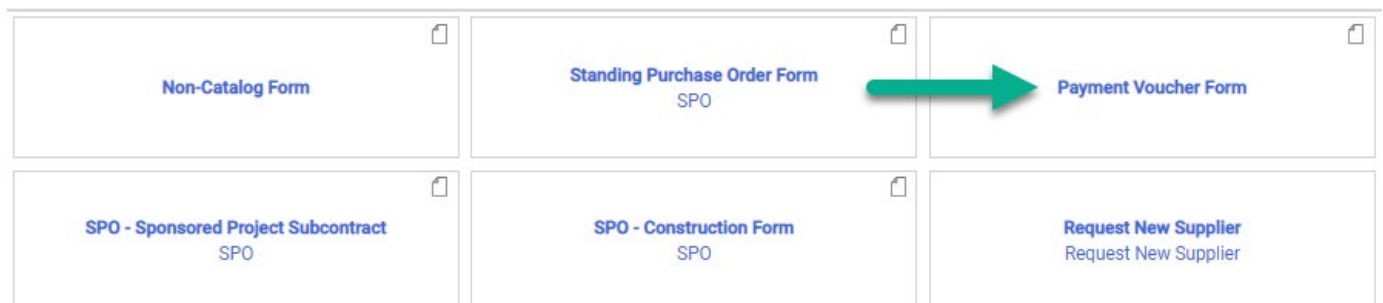 Non-Catalog Form
Standing Purchase Order Form
SPO
Payment Voucher Form
SPO - Sponsored Project Subcontract
SPO
SPO - Construction Form
SPO
Request New Supplier
Request New Supplier